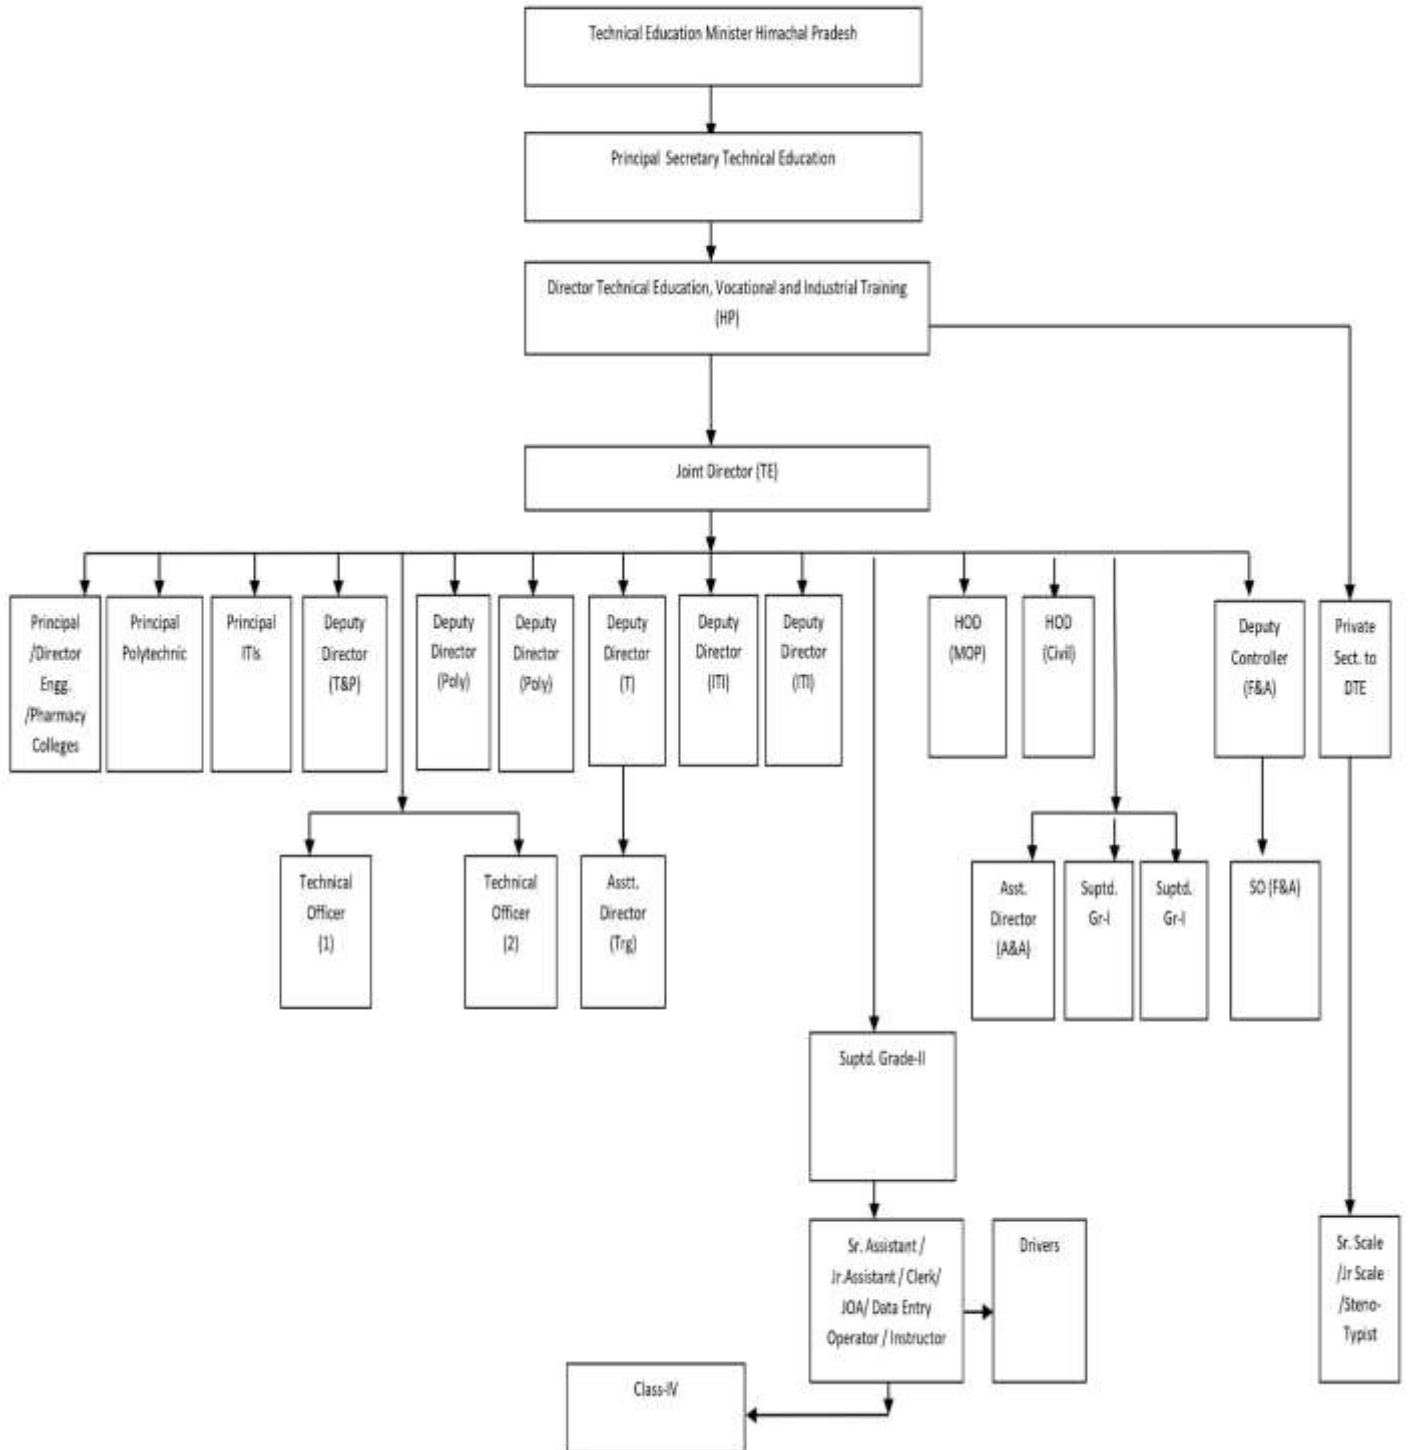 Technical Education Minister Himachal Pradesh
Principal Secretary Technical Education
Director Technical Education, Vocational and Industrial Training
(HP)
Joint Director (TE)
Principal
/Director
Engg.
/Pharmacy
Colleges
Principal
Polytechnic
Principal
ITIs
Deputy
Director
(T&P)
Deputy
Director
(Poly)
Deputy
Director
(Poly)
Deputy
Director
(T)
Deputy
Director
(ITI)
Deputy
Director
(ITI)
HOD
(MOP)
HOD
(Civil)
Deputy
Controller
(F&A)
Private
Sect. to
DTE
Technical
Officer
(1)
Technical
Officer
(2)
Asstt.
Director
(Trg)
Asst.
Director
(A&A)
Suptd.
Gr-I
Suptd.
Gr-I
SO (F&A)
Suptd. Grade-II
Sr. Assistant /
Jr.Assistant / Clerk/
JOA/ Data Entry
Operator / Instructor
Drivers
Sr. Scale
/Jr Scale
/Steno-
Typist
Class-IV